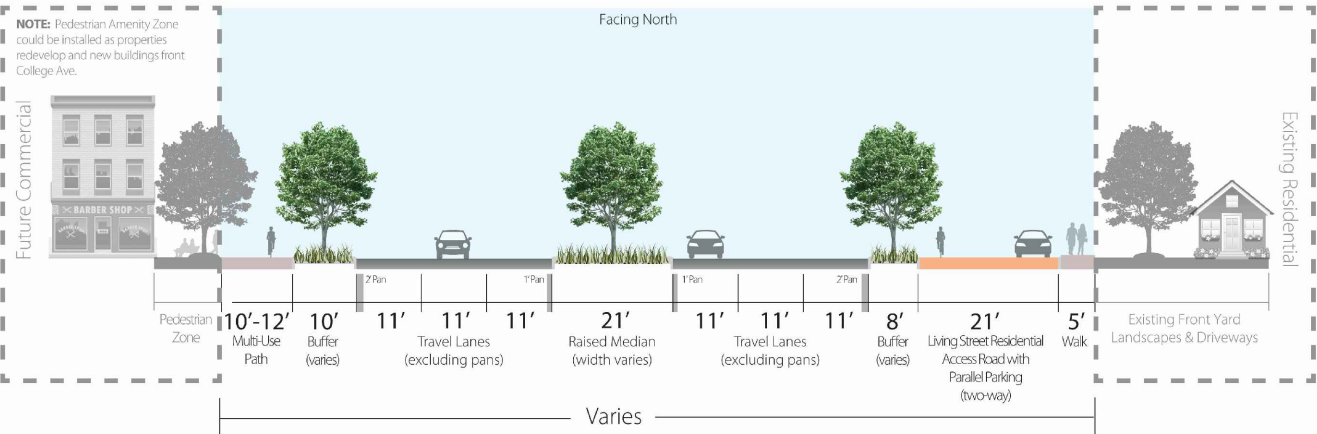 NOTE: Pedestrian Amenity Zone
could be installed as properties
redevelop and new buildings front
College Ave.
Facing North
Future Commercial
BARBER SHOP
Existing Residential
2' Pan
1' Pan
1' Pan
2' Pan
Pedestrian
Zone
10'-12'
Multi-Use
Path
10'
Buffer
(varies)
11'
11'
11'
Travel Lanes
(excluding pans)
21'
Raised Median
(width varies)
11'
11'
11'
Travel Lanes
(excluding pans)
8'
Buffer
(varies)
21'
Living Street Residential
Access Road with
Parallel Parking
(two-way)
5'
Walk
Existing Front Yard
Landscapes & Driveways
Varies